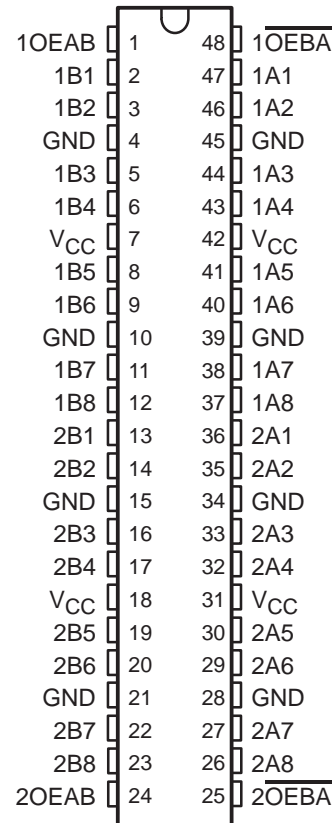 1OEAB 1 48 1O̅E̅B̅A̅
1B1 2 47 1A1
1B2 3 46 1A2
GND 4 45 GND
1B3 5 44 1A3
1B4 6 43 1A4
VCC 7 42 VCC
1B5 8 41 1A5
1B6 9 40 1A6
GND 10 39 GND
1B7 11 38 1A7
1B8 12 37 1A8
2B1 13 36 2A1
2B2 14 35 2A2
GND 15 34 GND
2B3 16 33 2A3
2B4 17 32 2A4
VCC 18 31 VCC
2B5 19 30 2A5
2B6 20 29 2A6
GND 21 28 GND
2B7 22 27 2A7
2B8 23 26 2A8
2OEAB 24 25 2O̅E̅B̅A̅